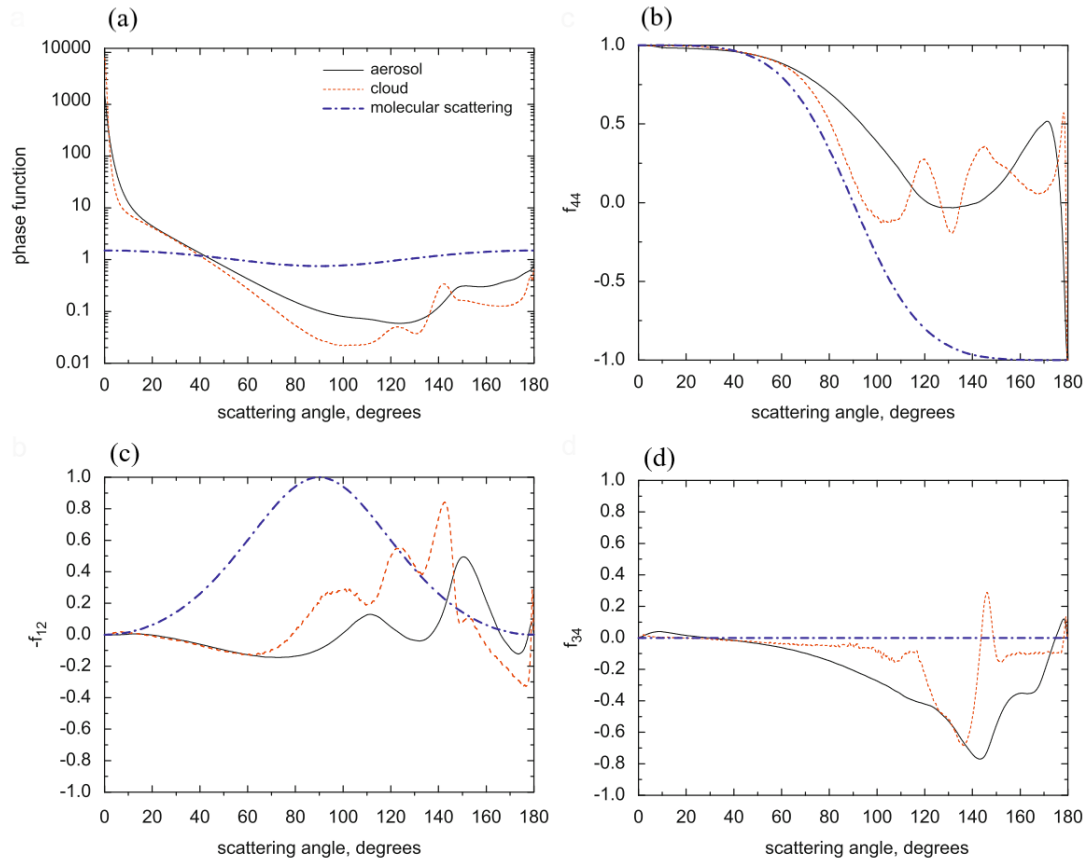 a
(a)
10000
1000
100
10
1
0.1
0.01
phase function
aerosol
cloud
molecular scattering
0 20 40 60 80 100 120 140 160 180
scattering angle, degrees
c
(b)
1.0
0.5
0.0
-0.5
-1.0
f44
0 20 40 60 80 100 120 140 160 180
scattering angle, degrees
b
(c)
1.0
0.8
0.6
0.4
0.2
0.0
-0.2
-0.4
-0.6
-0.8
-1.0
-f12
0 20 40 60 80 100 120 140 160 180
scattering angle, degrees
d
(d)
1.0
0.8
0.6
0.4
0.2
0.0
-0.2
-0.4
-0.6
-0.8
-1.0
f34
0 20 40 60 80 100 120 140 160 180
scattering angle, degrees